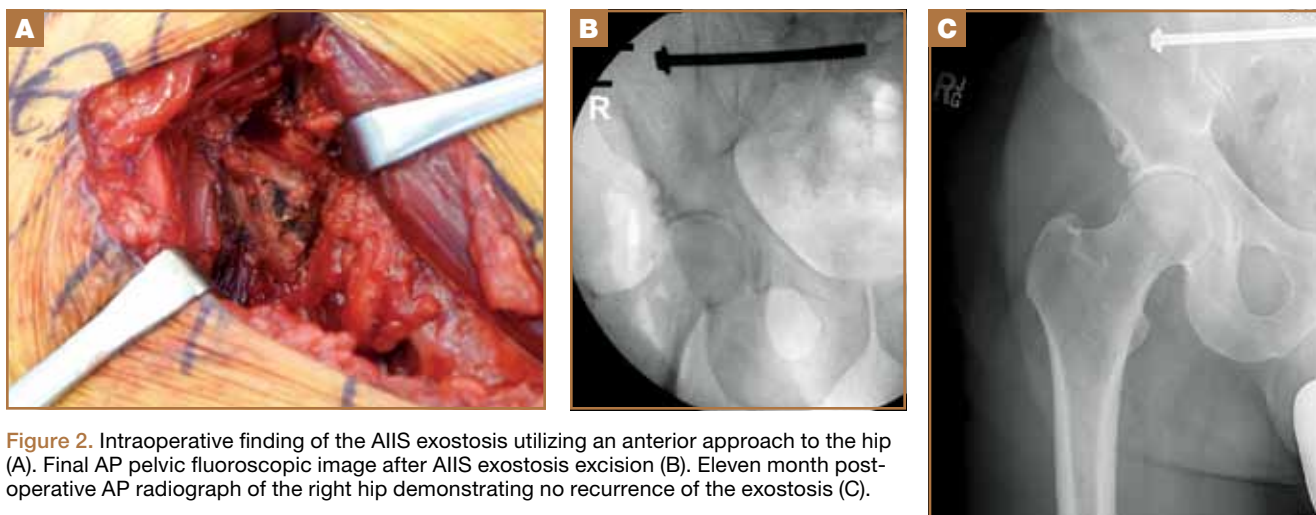 A
B
C
R
R
Figure 2. Intraoperative finding of the AIIS exostosis utilizing an anterior approach to the hip
(A). Final AP pelvic fluoroscopic image after AIIS exostosis excision (B). Eleven month post-
operative AP radiograph of the right hip demonstrating no recurrence of the exostosis (C).